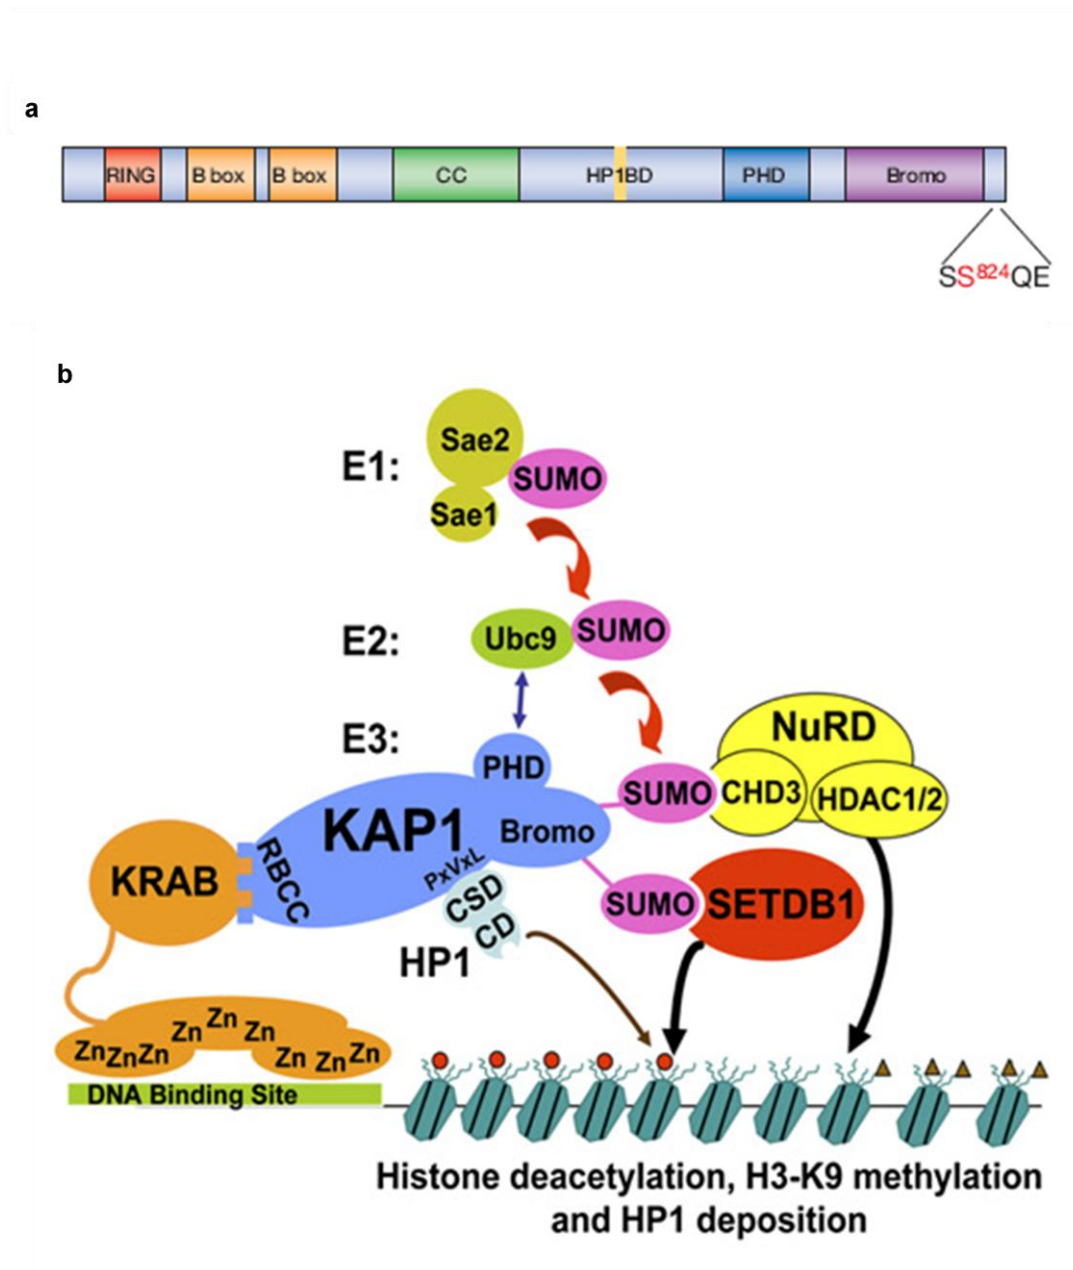 a
RING B box B box CC HP1BD PHD Bromo
SS824QE
b
Sae2
E1:
SUMO
Sae1
E2:
Ubc9
SUMO
E3:
PHD
NuRD
SUMO
CHD3
HDAC1/2
KAP1
Bromo
KRAB
RBCC
PxVxL
CSD
CD
SUMO
SETDB1
HP1
Zn Zn Zn Zn Zn Zn Zn Zn Zn
DNA Binding Site
Histone deacetylation, H3-K9 methylation
and HP1 deposition